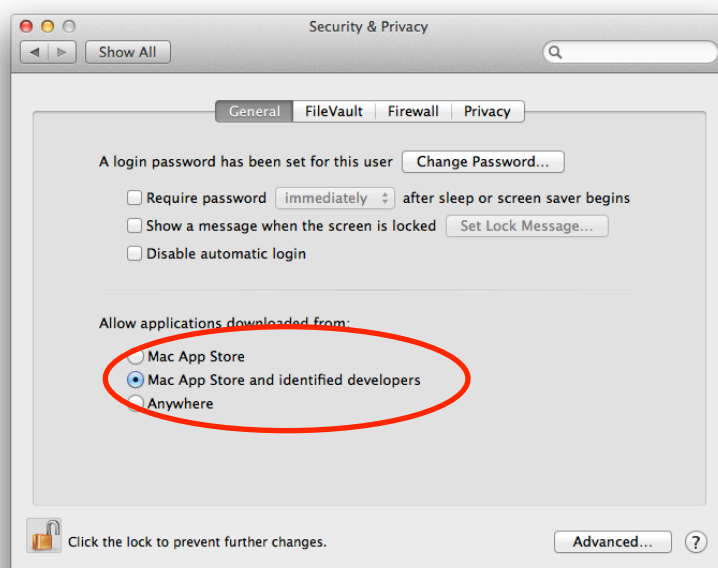 Security & Privacy
Show All
General FileVault Firewall Privacy
A login password has been set for this user Change Password...
Require password immediately after sleep or screen saver begins
Show a message when the screen is locked Set Lock Message...
Disable automatic login
Allow applications downloaded from:
Mac App Store
Mac App Store and identified developers
Anywhere
Click the lock to prevent further changes. Advanced... ?